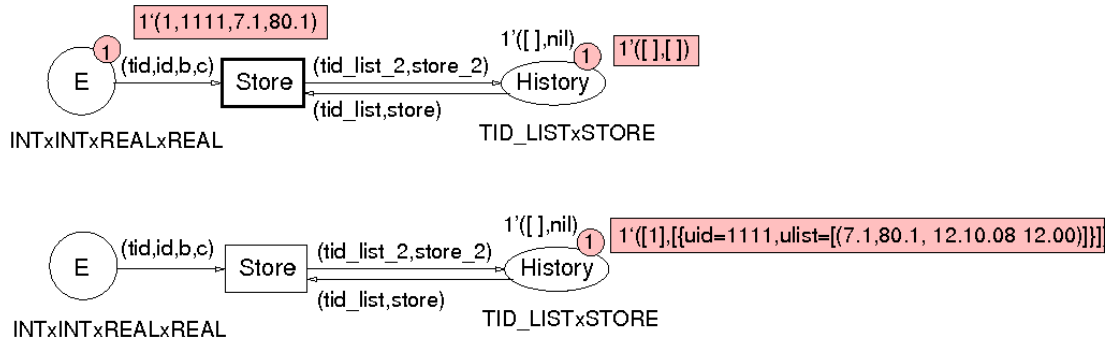 1‘(1,1111,7.1,80.1)
1
1'([ ],nil)
1
1'([ ],[ ])
E
(tid,id,b,c)
Store
(tid_list_2,store_2)
History
(tid_list,store)
INTxINTxREALxREAL
TID_LISTxSTORE
1'([ ],nil)
1
1‘([1],[{uid=1111,ulist=[(7.1,80.1, 12.10.08 12.00)]}])
E
(tid,id,b,c)
Store
(tid_list_2,store_2)
History
(tid_list,store)
INTxINTxREALxREAL
TID_LISTxSTORE